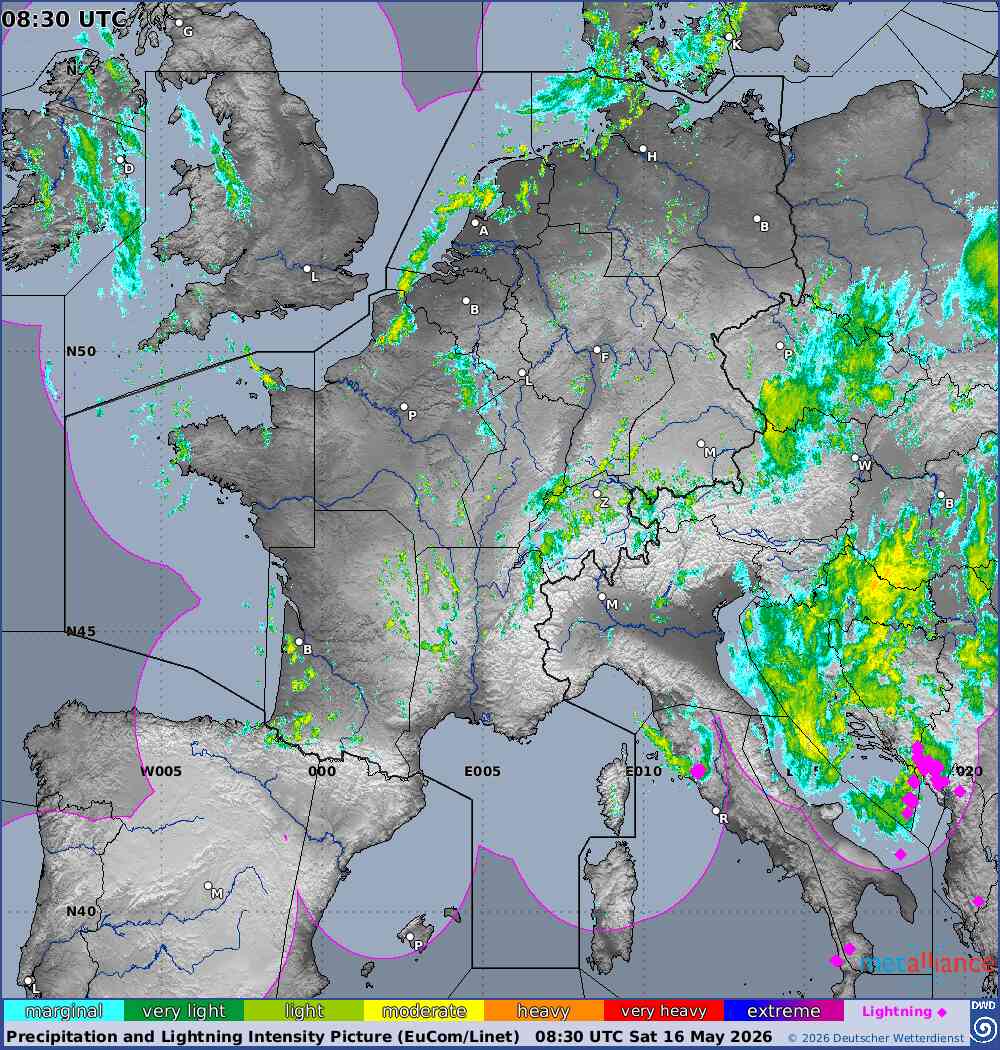 08:30 UTC
G
K
N55
D
H
A
B
L
B
N50
P
F
L
P
M
W
Z
B
M
N45
B
W005
000
E005
E010
020
R
M
N40
P
L
metalliance
marginal very light light moderate heavy very heavy extreme Lightning
DWD
Precipitation and Lightning Intensity Picture (EuCom/Linet) 08:30 UTC Sat 16 May 2026 © 2026 Deutscher Wetterdienst